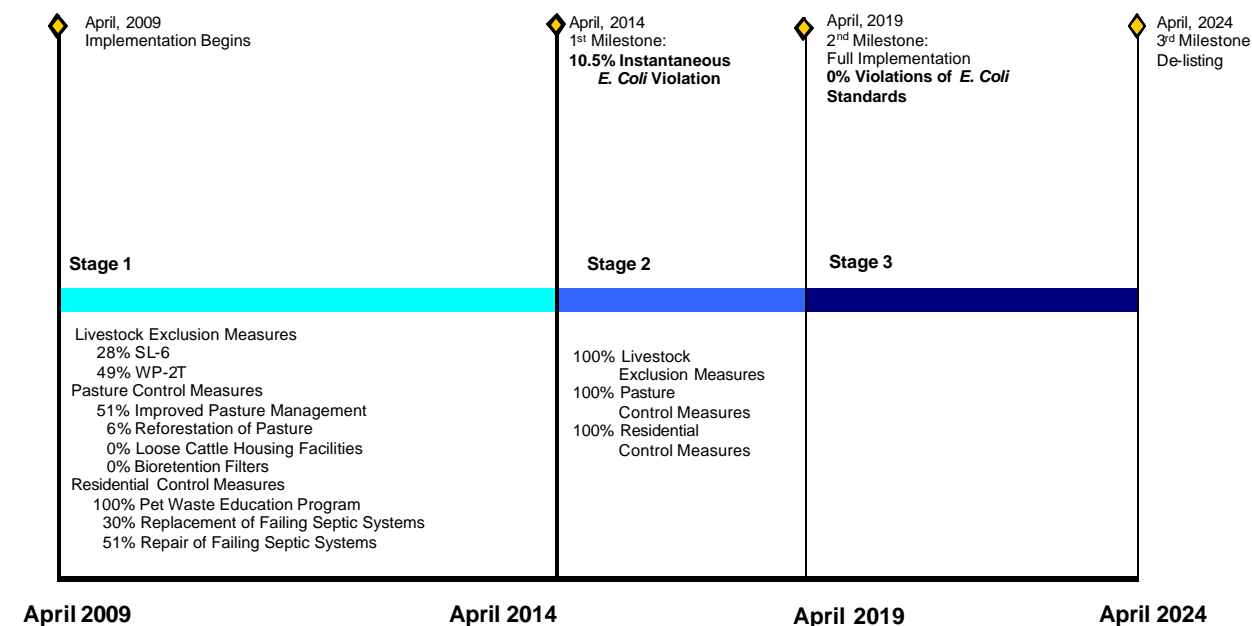 April, 2009
Implementation Begins
April, 2014
1st Milestone:
10.5% Instantaneous
E. Coli Violation
April, 2019
2nd Milestone:
Full Implementation
0% Violations of E. Coli
Standards
April, 2024
3rd Milestone
De-listing
Stage 1
Stage 2
Stage 3
Livestock Exclusion Measures
28% SL-6
49% WP-2T
Pasture Control Measures
51% Improved Pasture Management
6% Reforestation of Pasture
0% Loose Cattle Housing Facilities
0% Bioretention Filters
Residential Control Measures
100% Pet Waste Education Program
30% Replacement of Failing Septic Systems
51% Repair of Failing Septic Systems
100% Livestock
Exclusion Measures
100% Pasture
Control Measures
100% Residential
Control Measures
April 2009
April 2014
April 2019
April 2024